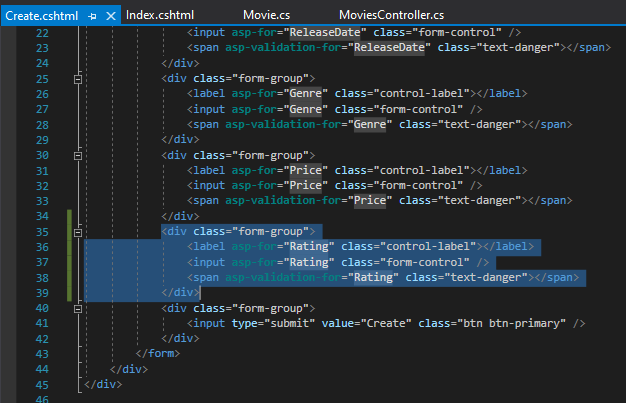 Create.cshtml Index.cshtml Movie.cs MoviesController.cs
22 <input asp-for="ReleaseDate" class="form-control" />
23 <span asp-validation-for="ReleaseDate" class="text-danger"></span>
24 </div>
25 <div class="form-group">
26 <label asp-for="Genre" class="control-label"></label>
27 <input asp-for="Genre" class="form-control" />
28 <span asp-validation-for="Genre" class="text-danger"></span>
29 </div>
30 <div class="form-group">
31 <label asp-for="Price" class="control-label"></label>
32 <input asp-for="Price" class="form-control" />
33 <span asp-validation-for="Price" class="text-danger"></span>
34 </div>
35 <div class="form-group">
36 <label asp-for="Rating" class="control-label"></label>
37 <input asp-for="Rating" class="form-control" />
38 <span asp-validation-for="Rating" class="text-danger"></span>
39 </div>
40 <div class="form-group">
41 <input type="submit" value="Create" class="btn btn-primary" />
42 </div>
43 </form>
44 </div>
45 </div>
46